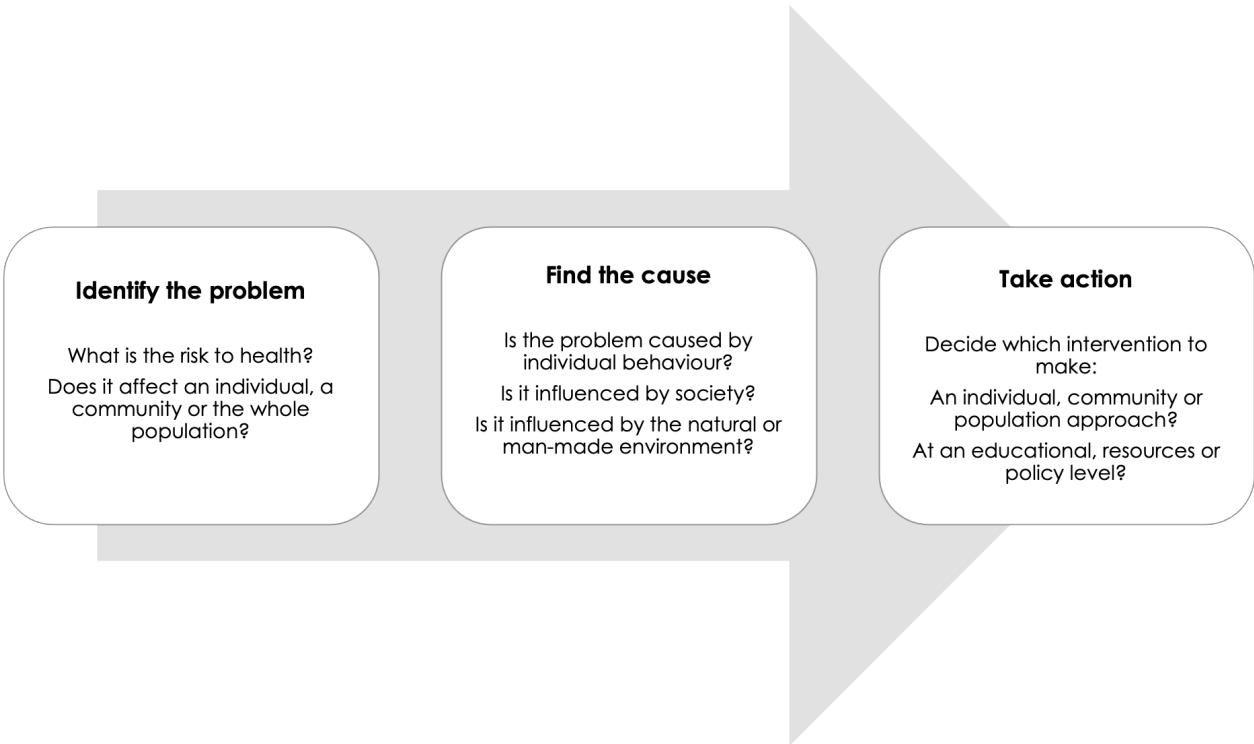 Identify the problem
What is the risk to health?
Does it affect an individual, a
community or the whole
population?
Find the cause
Is the problem caused by
individual behaviour?
Is it influenced by society?
Is it influenced by the natural or
man-made environment?
Take action
Decide which intervention to
make:
An individual, community or
population approach?
At an educational, resources or
policy level?